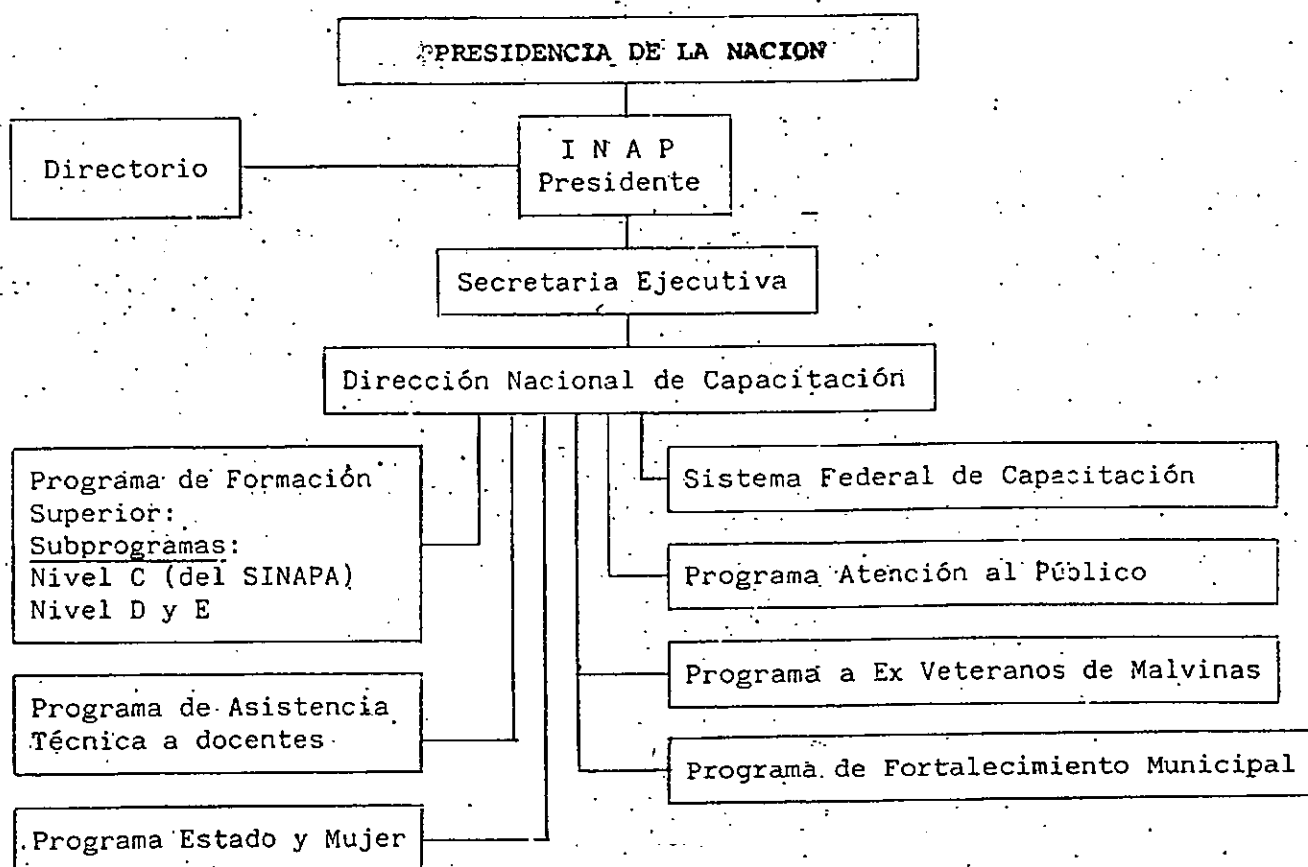 PRESIDENCIA DE LA NACION
Directorio
I N A P
Presidente
Secretaria Ejecutiva
Dirección Nacional de Capacitación
Programa de Formación
Superior:
Subprogramas:
Nivel C (del SINAPA)
Nivel D y E
Programa de Asistencia
Técnica a docentes
Programa Estado y Mujer
Sistema Federal de Capacitación
Programa Atención al Público
Programa a Ex Veteranos de Malvinas
Programa de Fortalecimiento Municipal